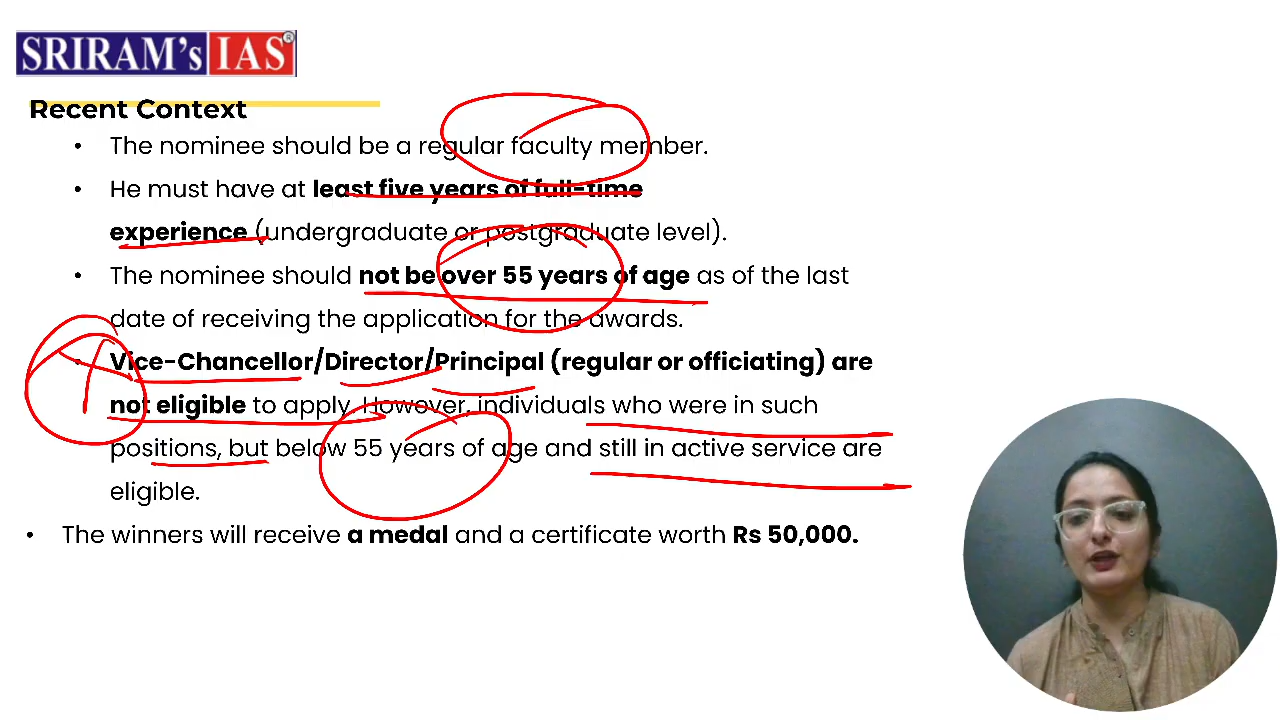 SRIRAM's IAS®
Recent Context
• The nominee should be a regular faculty member.
• He must have at least five years of full-time
experience (undergraduate or postgraduate level).
• The nominee should not be over 55 years of age as of the last
date of receiving the application for the awards.
• Vice-Chancellor/Director/Principal (regular or officiating) are
not eligible to apply. However, individuals who were in such
positions, but below 55 years of age and still in active service are
eligible.
• The winners will receive a medal and a certificate worth Rs 50,000.